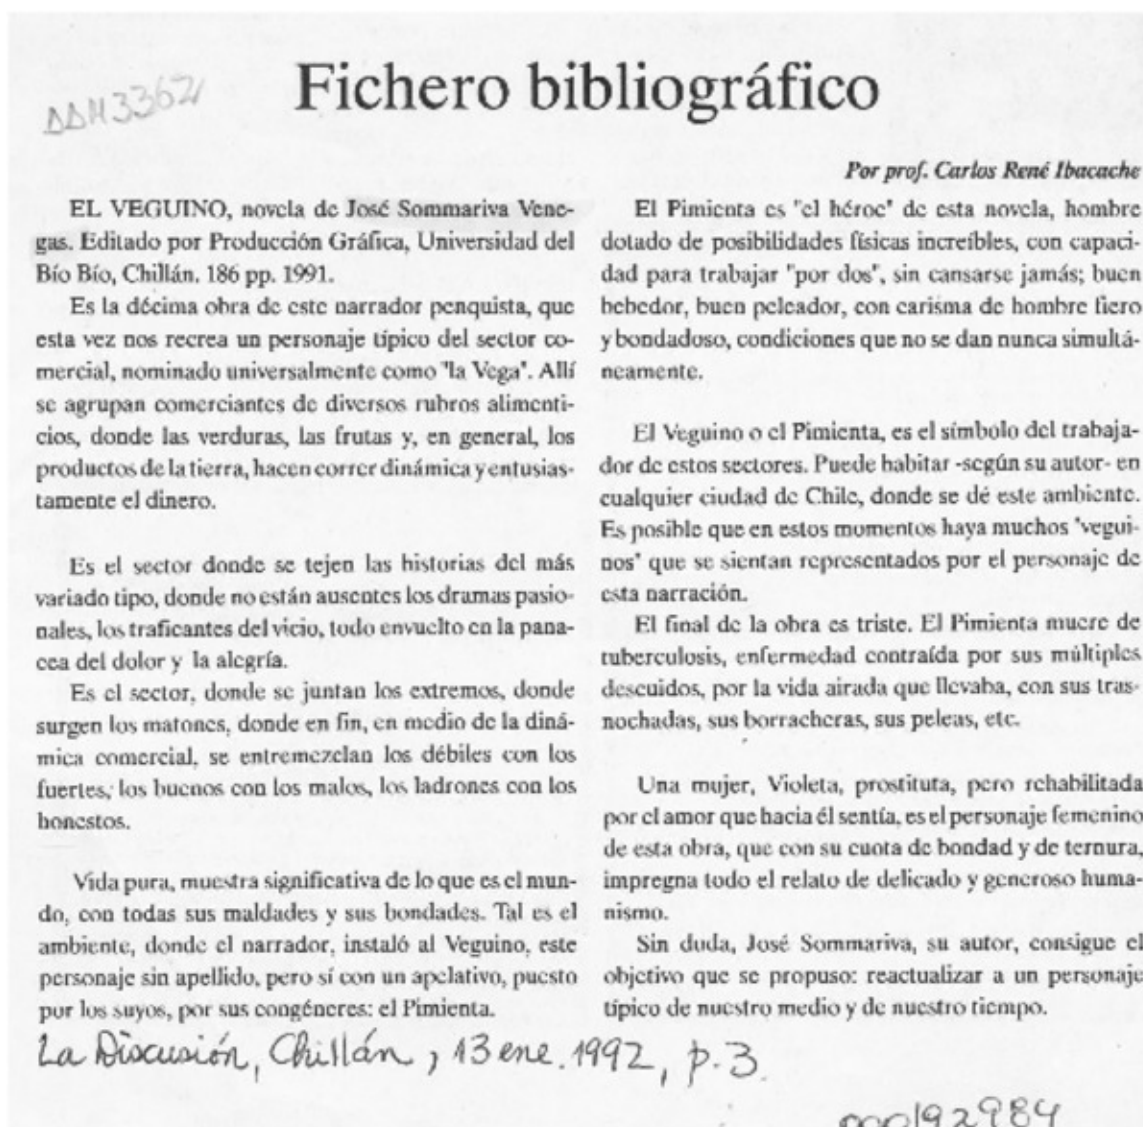 Fichero bibliográfico
Por prof. Carlos René Ibacache
EL VEGUINO, novela de José Sommariva Vene-
gas. Editado por Producción Gráfica, Universidad del
Bío Bío, Chillán. 186 pp. 1991.
Es la décima obra de este narrador penquista, que
esta vez nos recrea un personaje típico del sector co-
mercial, nominado universalmente como "la Vega". Allí
se agrupan comerciantes de diversos rubros alimenti-
cios, donde las verduras, las frutas y, en general, los
productos de la tierra, hacen correr dinámica y entusias-
tamente el dinero.
Es el sector donde se tejen las historias del más
variado tipo, donde no están ausentes los dramas pasio-
nales, los traficantes del vicio, todo envuelto en la pana-
cea del dolor y la alegría.
Es el sector, donde se juntan los extremos, donde
surgen los matones, donde en fin, en medio de la diná-
mica comercial, se entremezclan los débiles con los
fuertes; los buenos con los malos, los ladrones con los
honestos.
Vida pura, muestra significativa de lo que es el mun-
do, con todas sus maldades y sus bondades. Tal es el
ambiente, donde el narrador, instaló al Veguino, este
personaje sin apellido, pero sí con un apelativo, puesto
por los suyos, por sus congéneres: el Pimienta.
El Pimienta es "el héroe" de esta novela, hombre
dotado de posibilidades físicas increíbles, con capaci-
dad para trabajar "por dos", sin cansarse jamás; buen
bebedor, buen peleador, con carisma de hombre fiero
y bondadoso, condiciones que no se dan nunca simultá-
neamente.
El Veguino o el Pimienta, es el símbolo del trabaja-
dor de estos sectores. Puede habitar -según su autor- en
cualquier ciudad de Chile, donde se dé este ambiente.
Es posible que en estos momentos haya muchos "vegui-
nos" que se sientan representados por el personaje de
esta narración.
El final de la obra es triste. El Pimienta muere de
tuberculosis, enfermedad contraída por sus múltiples
descuidos, por la vida airada que llevaba, con sus tras-
nochadas, sus borracheras, sus peleas, etc.
Una mujer, Violeta, prostituta, pero rehabilitada
por el amor que hacia él sentía, es el personaje femenino
de esta obra, que con su cuota de bondad y de ternura,
impregna todo el relato de delicado y generoso huma-
nismo.
Sin duda, José Sommariva, su autor, consigue el
objetivo que se propuso: reactualizar a un personaje
típico de nuestro medio y de nuestro tiempo.
La Discusión, Chillán, 13 ene. 1992, p. 3.
000192984